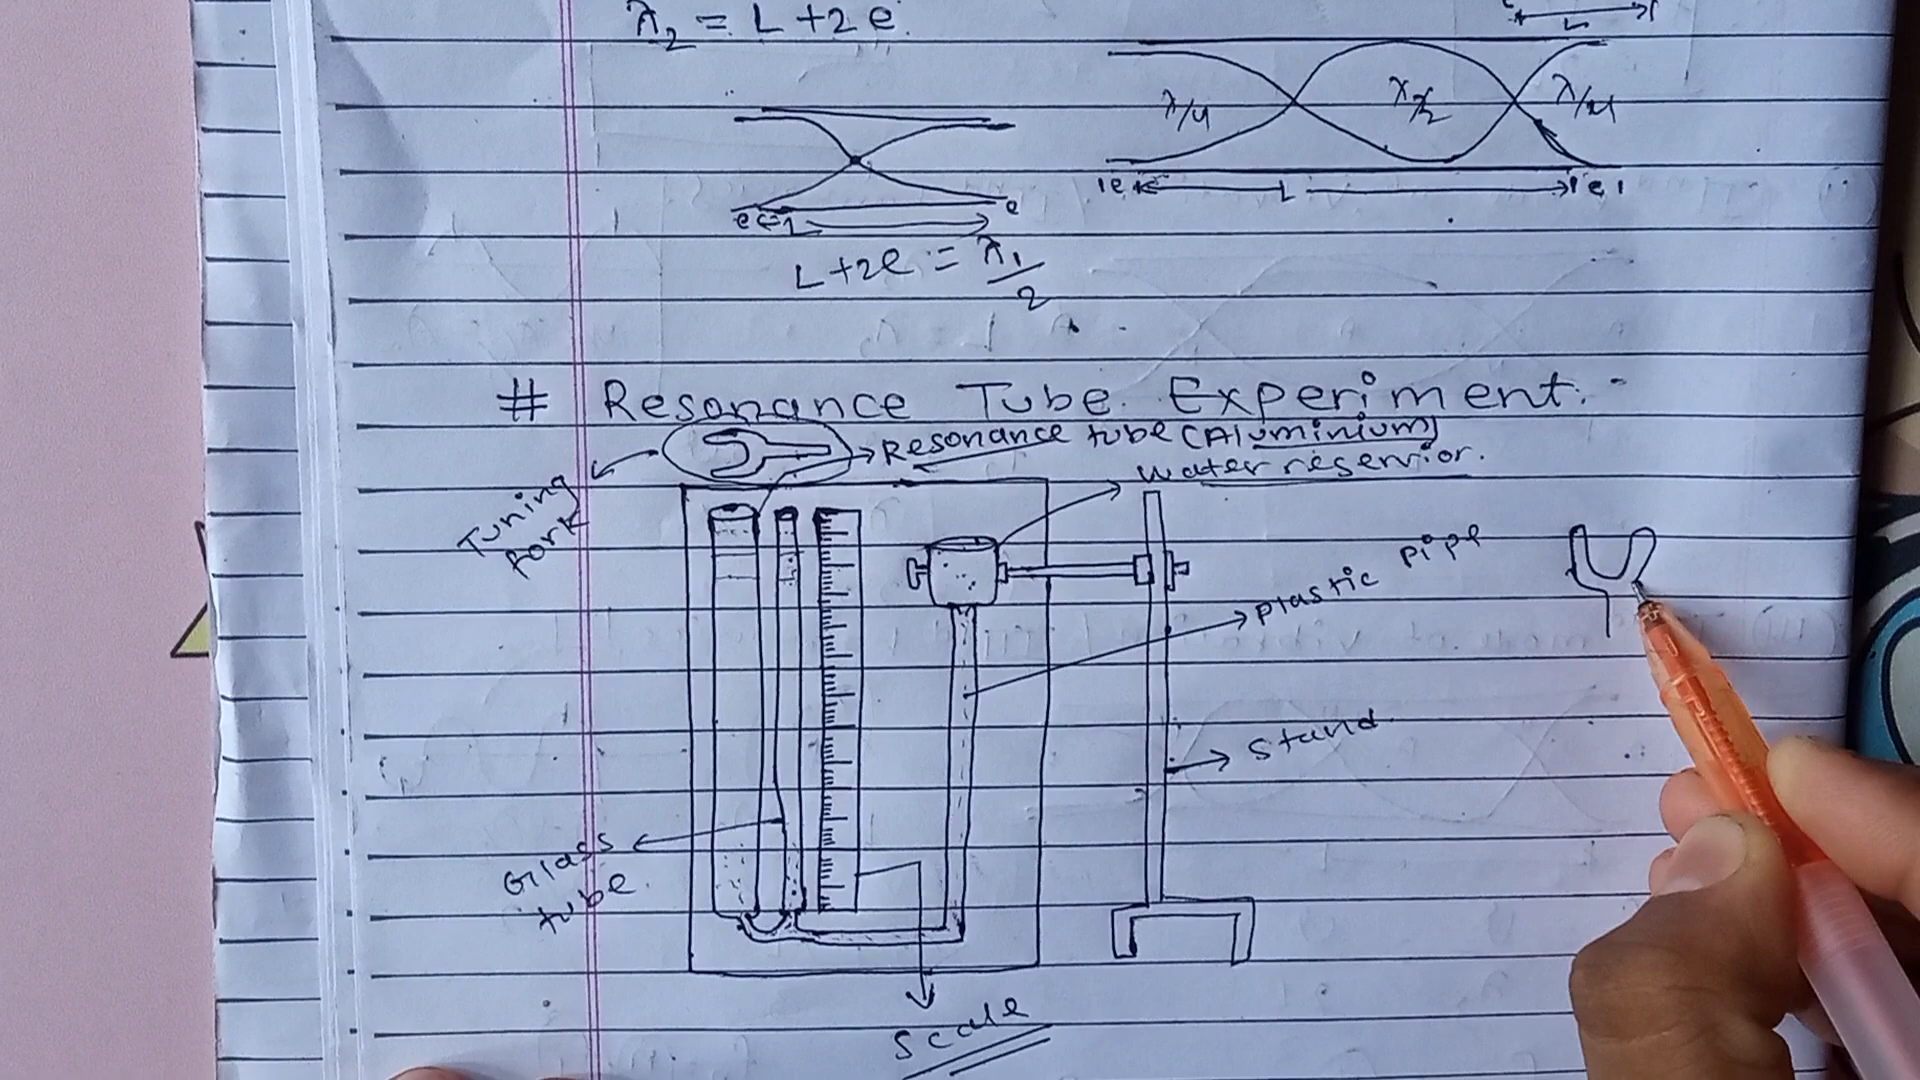 λ₂ = L + 2e
L
λ/4
λ/2
λ/4
e
L
e
e
L
e
L + 2e = λ₁/2
# Resonance Tube Experiment :-
Resonance tube (Aluminium)
water reservior.
Tuning
fork
plastic pipe
stand
Glass
tube
scale